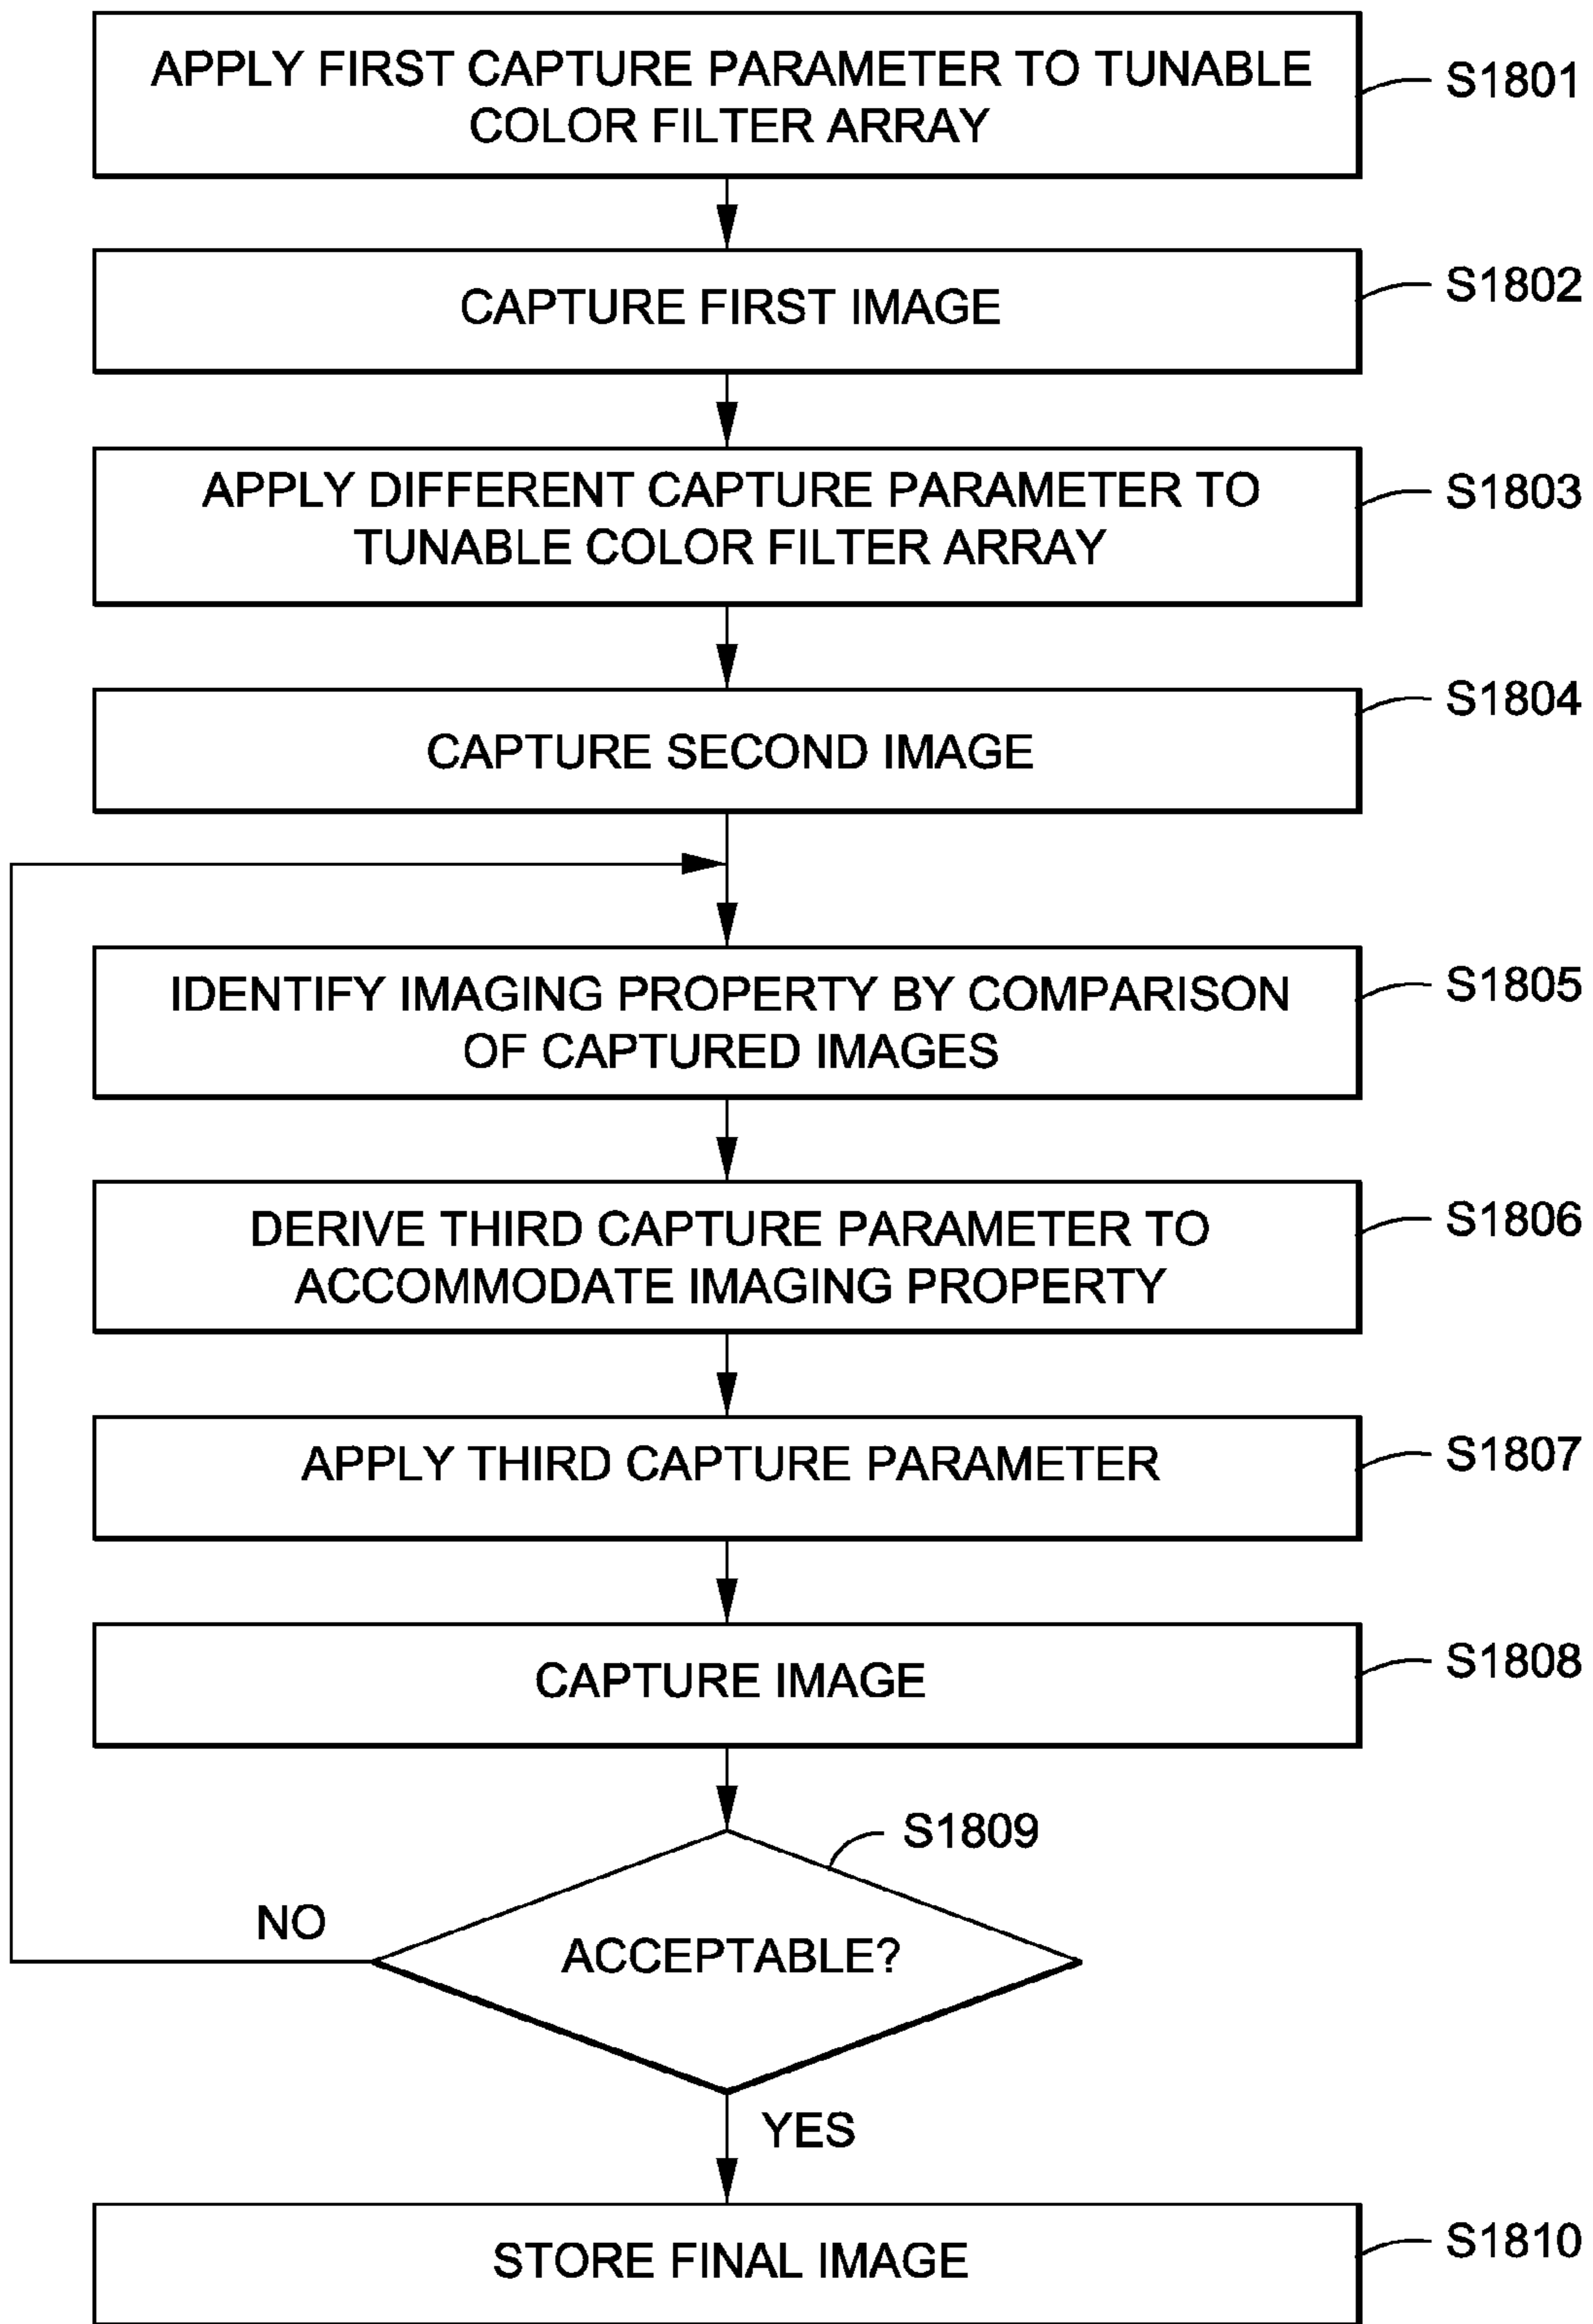 APPLY FIRST CAPTURE PARAMETER TO TUNABLE
COLOR FILTER ARRAY
S1801
CAPTURE FIRST IMAGE
S1802
APPLY DIFFERENT CAPTURE PARAMETER TO
TUNABLE COLOR FILTER ARRAY
S1803
CAPTURE SECOND IMAGE
S1804
IDENTIFY IMAGING PROPERTY BY COMPARISON
OF CAPTURED IMAGES
S1805
DERIVE THIRD CAPTURE PARAMETER TO
ACCOMMODATE IMAGING PROPERTY
S1806
APPLY THIRD CAPTURE PARAMETER
S1807
CAPTURE IMAGE
S1808
S1809
NO
ACCEPTABLE?
YES
STORE FINAL IMAGE
S1810